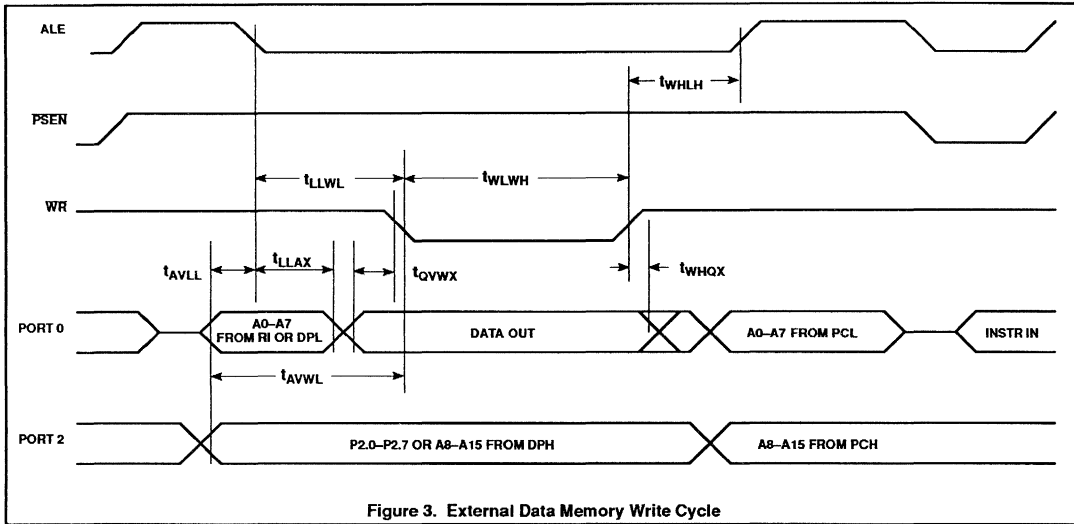 ALE
tWHLH
PSEN
tLLWL
tWLWH
WR
tAVLL
tLLAX
tQVWX
tWHQX
PORT 0
A0–A7
FROM RI OR DPL
DATA OUT
A0–A7 FROM PCL
INSTR IN
tAVWL
PORT 2
P2.0–P2.7 OR A8–A15 FROM DPH
A8–A15 FROM PCH
Figure 3. External Data Memory Write Cycle